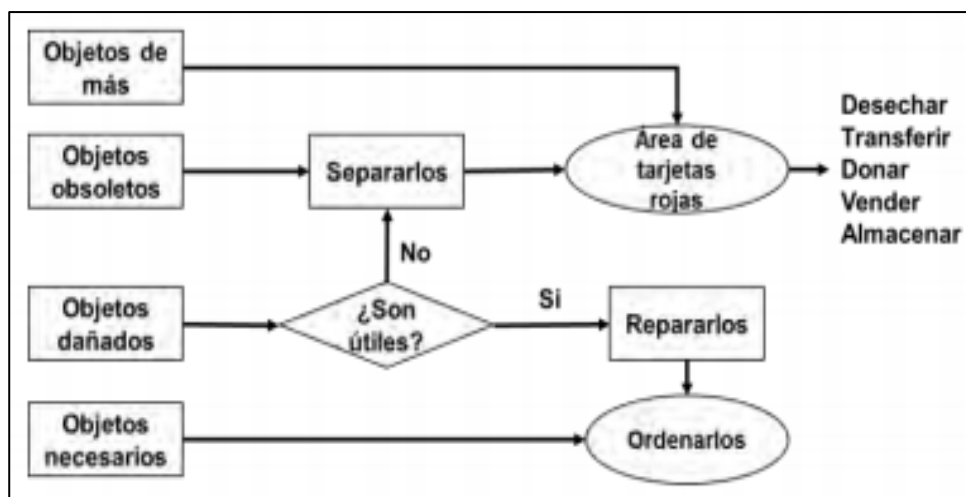 Objetos de
más
Objetos
obsoletos
Separarlos
Área de
tarjetas
rojas
Desechar
Transferir
Donar
Vender
Almacenar
No
Objetos
dañados
¿Son
útiles?
Si
Repararlos
Objetos
necesarios
Ordenarlos